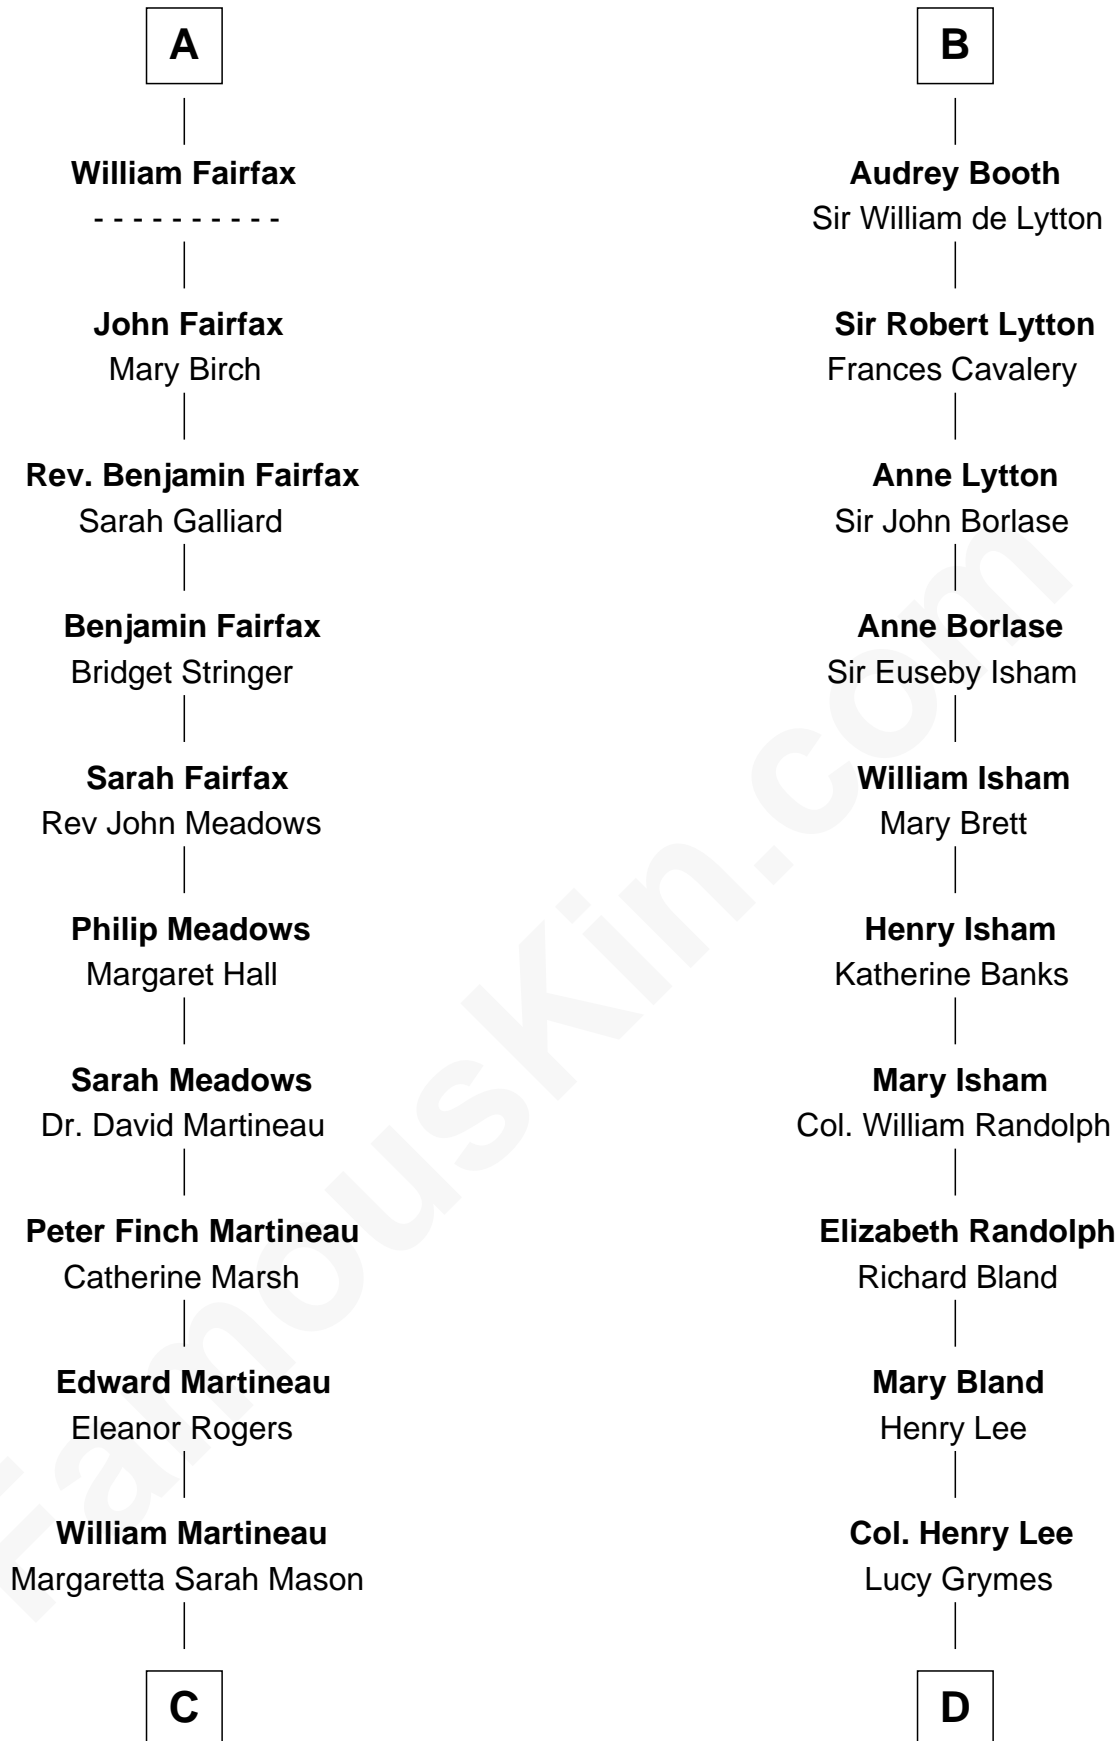 A
William Fairfax
- - - - - - - - - -
John Fairfax
Mary Birch
Rev. Benjamin Fairfax
Sarah Galliard
Benjamin Fairfax
Bridget Stringer
Sarah Fairfax
Rev John Meadows
Philip Meadows
Margaret Hall
Sarah Meadows
Dr. David Martineau
Peter Finch Martineau
Catherine Marsh
Edward Martineau
Eleanor Rogers
William Martineau
Margaretta Sarah Mason
C
B
Audrey Booth
Sir William de Lytton
Sir Robert Lytton
Frances Cavalery
Anne Lytton
Sir John Borlase
Anne Borlase
Sir Euseby Isham
William Isham
Mary Brett
Henry Isham
Katherine Banks
Mary Isham
Col. William Randolph
Elizabeth Randolph
Richard Bland
Mary Bland
Henry Lee
Col. Henry Lee
Lucy Grymes
D
FamousKin.com